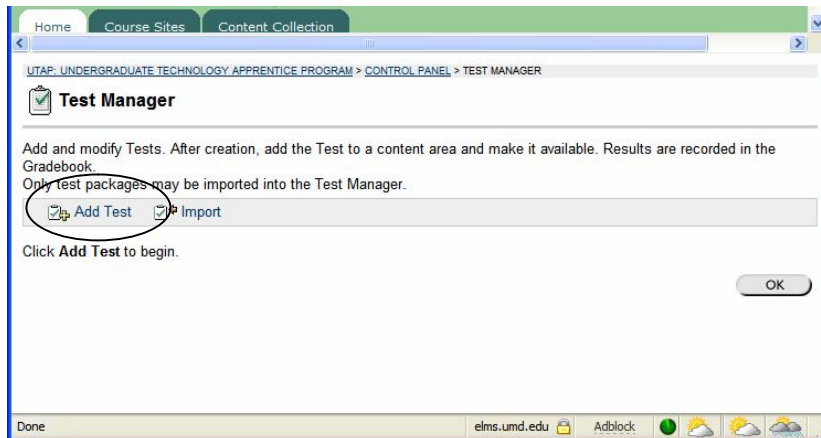 Home Course Sites Content Collection
UTAP: UNDERGRADUATE TECHNOLOGY APPRENTICE PROGRAM > CONTROL PANEL > TEST MANAGER
Test Manager
Add and modify Tests. After creation, add the Test to a content area and make it available. Results are recorded in the
Gradebook.
Only test packages may be imported into the Test Manager.
Add Test Import
Click Add Test to begin.
OK
Done elms.umd.edu Adblock